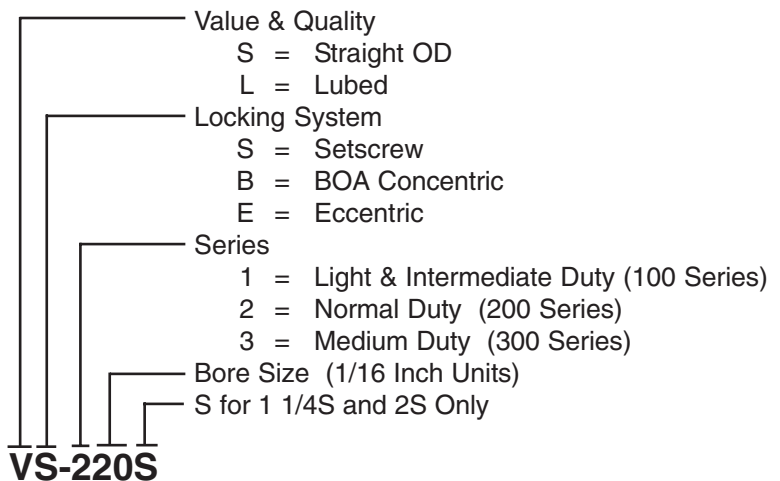 Value & Quality
S = Straight OD
L = Lubed
Locking System
S = Setscrew
B = BOA Concentric
E = Eccentric
Series
1 = Light & Intermediate Duty (100 Series)
2 = Normal Duty (200 Series)
3 = Medium Duty (300 Series)
Bore Size (1/16 Inch Units)
S for 1 1/4S and 2S Only
VS-220S